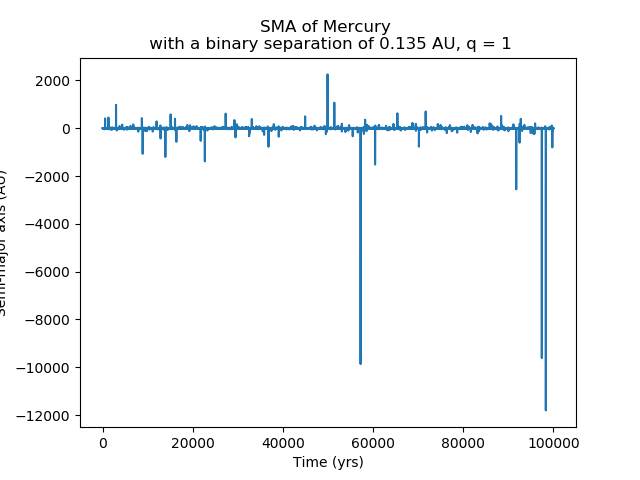 SMA of Mercury
with a binary separation of 0.135 AU, q = 1
Semi-major axis (AU)
2000
0
−2000
−4000
−6000
−8000
−10000
−12000
0 20000 40000 60000 80000 100000
Time (yrs)